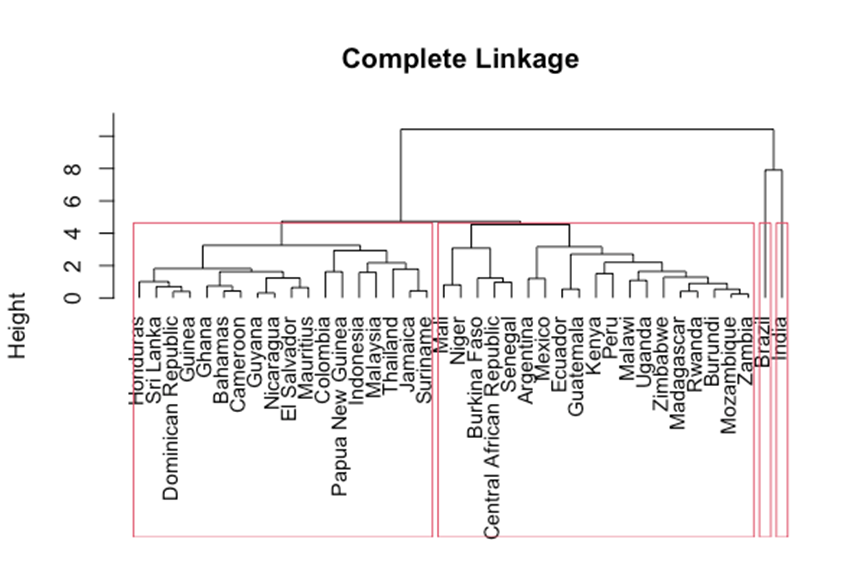 Complete Linkage
Height
8
6
4
2
0
Honduras
Sri Lanka
Dominican Republic
Guinea
Ghana
Bahamas
Cameroon
Guyana
Nicaragua
El Salvador
Mauritius
Colombia
Papua New Guinea
Indonesia
Malaysia
Thailand
Jamaica
Suriname
Mali
Niger
Burkina Faso
Central African Republic
Senegal
Argentina
Mexico
Ecuador
Guatemala
Kenya
Peru
Malawi
Uganda
Zimbabwe
Madagascar
Rwanda
Burundi
Mozambique
Zambia
Brazil
India